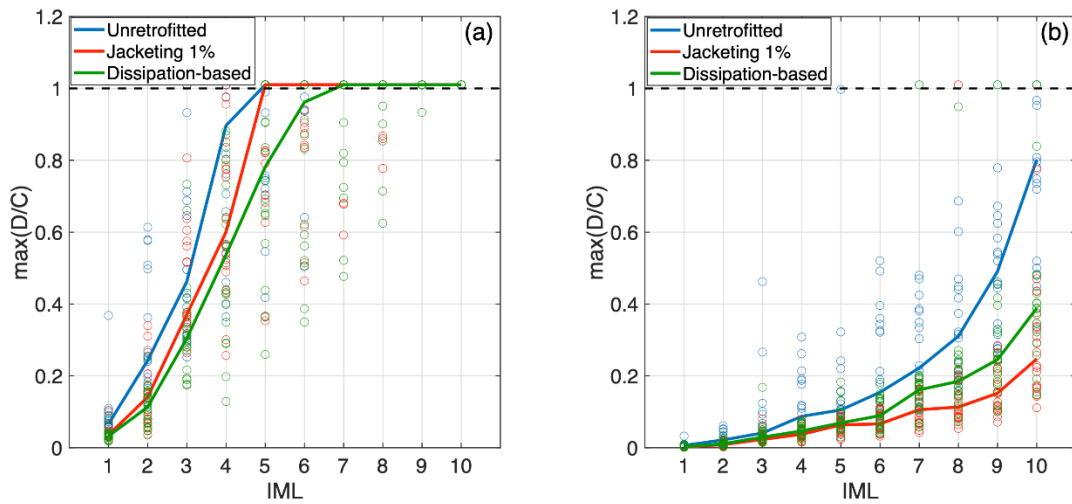 (a)
Unretrofitted
Jacketing 1%
Dissipation-based
1.2
1
0.8
0.6
0.4
0.2
0
max(D/C)
1 2 3 4 5 6 7 8 9 10
IML
(b)
Unretrofitted
Jacketing 1%
Dissipation-based
1.2
1
0.8
0.6
0.4
0.2
0
max(D/C)
1 2 3 4 5 6 7 8 9 10
IML